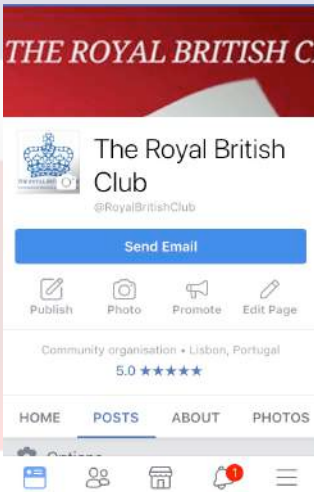 THE ROYAL BRITISH C
The Royal British
Club
@RoyalBritishClub
Send Email
Publish Photo Promote Edit Page
Community organisation • Lisbon, Portugal
5.0 ★★★★★
HOME POSTS ABOUT PHOTOS
Options
1